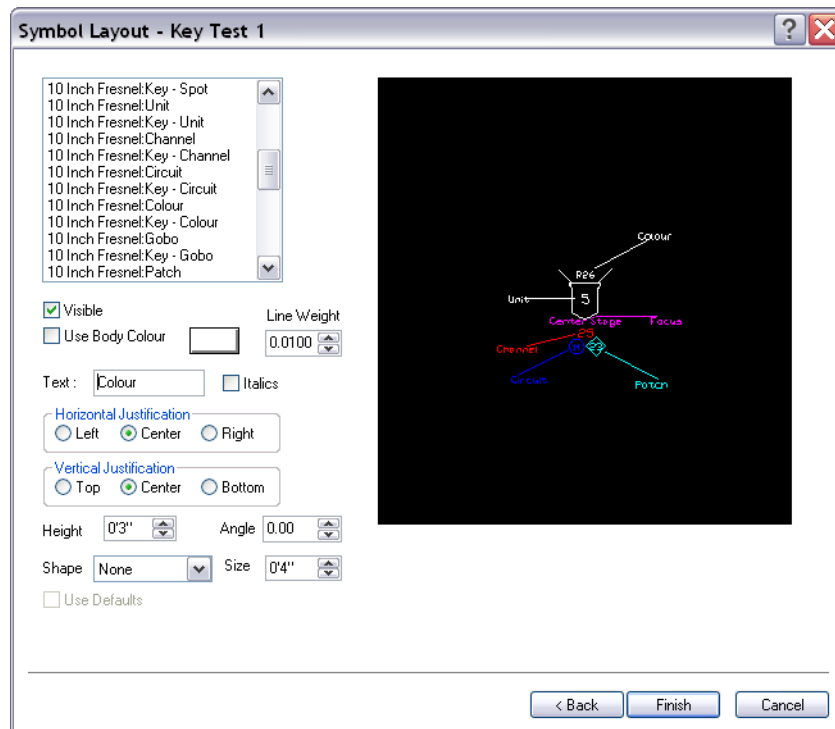 Symbol Layout - Key Test 1
10 Inch Fresnel:Key - Spot
10 Inch Fresnel:Unit
10 Inch Fresnel:Key - Unit
10 Inch Fresnel:Channel
10 Inch Fresnel:Key - Channel
10 Inch Fresnel:Circuit
10 Inch Fresnel:Key - Circuit
10 Inch Fresnel:Colour
10 Inch Fresnel:Key - Colour
10 Inch Fresnel:Gobo
10 Inch Fresnel:Key - Gobo
10 Inch Fresnel:Patch
Visible
Use Body Colour
Line Weight
0.0100
Text : Colour
Italics
Horizontal Justification
Left Center Right
Vertical Justification
Top Center Bottom
Height 0'3" Angle 0.00
Shape None Size 0'4"
Use Defaults
Colour
R26
Unit 5
Center Stage Focus
25
Channel
Circuit
Patch
< Back Finish Cancel